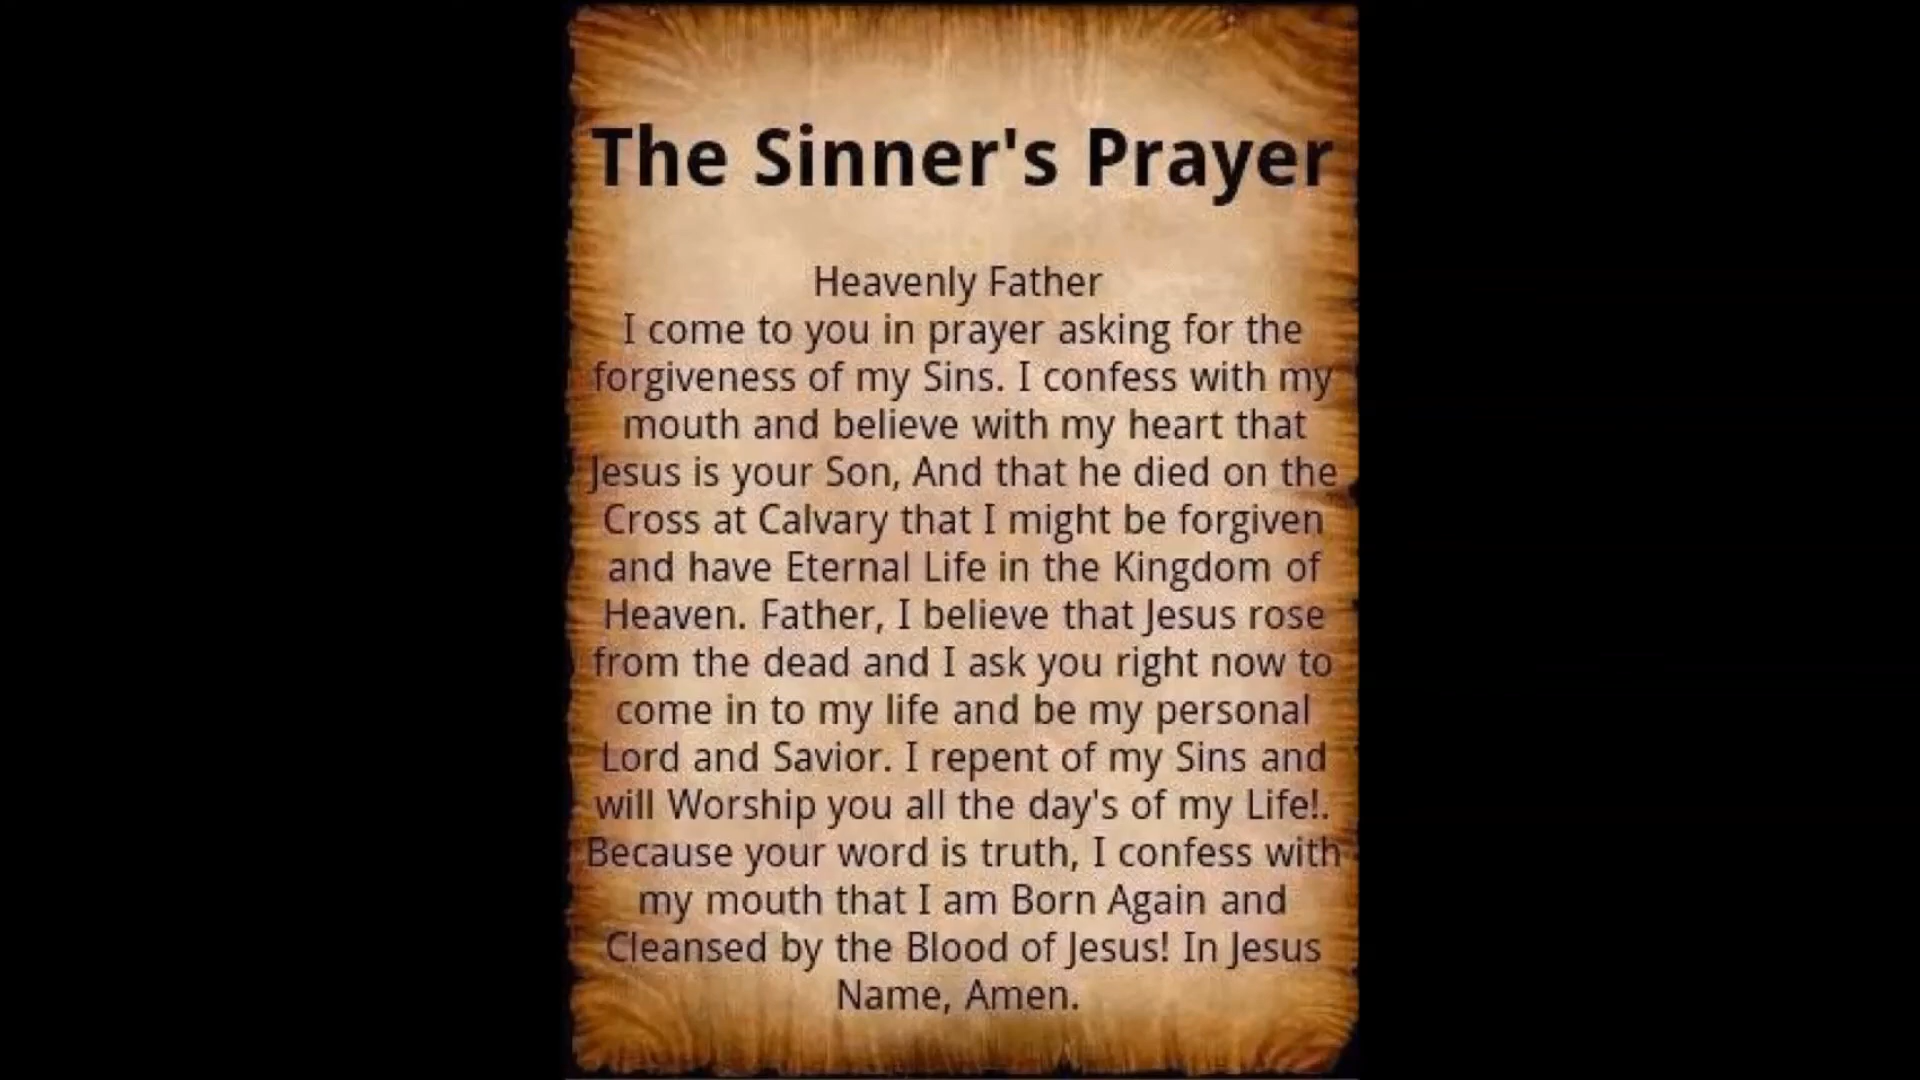 The Sinner's Prayer
Heavenly Father
I come to you in prayer asking for the
forgiveness of my Sins. I confess with my
mouth and believe with my heart that
Jesus is your Son, And that he died on the
Cross at Calvary that I might be forgiven
and have Eternal Life in the Kingdom of
Heaven. Father, I believe that Jesus rose
from the dead and I ask you right now to
come in to my life and be my personal
Lord and Savior. I repent of my Sins and
will Worship you all the day's of my Life!.
Because your word is truth, I confess with
my mouth that I am Born Again and
Cleansed by the Blood of Jesus! In Jesus
Name, Amen.